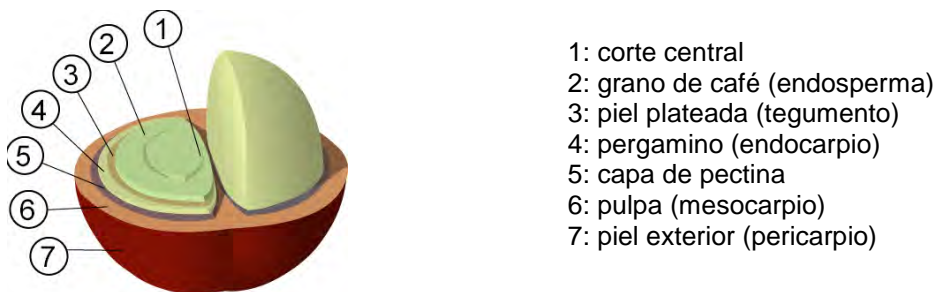 1
2
3
4
5
6
7
1: corte central
2: grano de café (endosperma)
3: piel plateada (tegumento)
4: pergamino (endocarpio)
5: capa de pectina
6: pulpa (mesocarpio)
7: piel exterior (pericarpio)